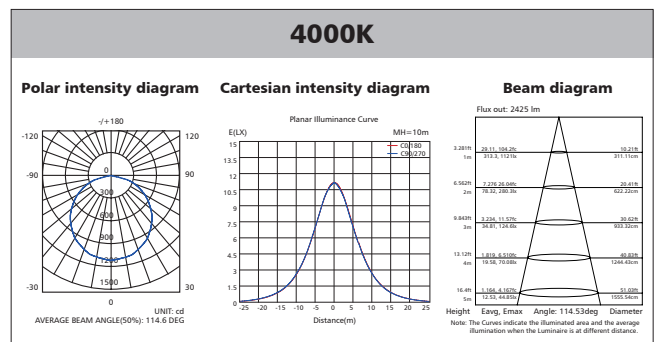 4000K
Polar intensity diagram
Cartesian intensity diagram
Beam diagram
-/+180
-120
120
-90
90
-30
30
0
0
300
600
900
1200
1500
UNIT: cd
AVERAGE BEAM ANGLE(50%): 114.6 DEG
Planar Illuminance Curve
E(LX)
MH=10m
C0/180
C90/270
15
13.5
12
10.5
9
7.5
6
4.5
3
1.5
0
-25 -20 -15 -10 -5 0 5 10 15 20 25
Distance(m)
Flux out: 2425 lm
3.281ft 29.11, 104.2fc 10.21ft
1m 313.3, 1121lx 311.11cm
6.562ft 7.276 26.04fc 20.41ft
2m 78.32, 280.3lx 622.22cm
9.843ft 3.234, 11.57fc 30.62ft
3m 34.81, 124.6lx 933.32cm
13.12ft 1.819, 6.510fc 40.83ft
4m 19.58, 70.08lx 1244.43cm
16.4ft 1.164, 4.167fc 51.03ft
5m 12.53, 44.85lx 1555.54cm
Height Eavg, Emax Angle: 114.53deg Diameter
Note: The Curves indicate the illuminated area and the average
illumination when the Luminaire is at different distance.